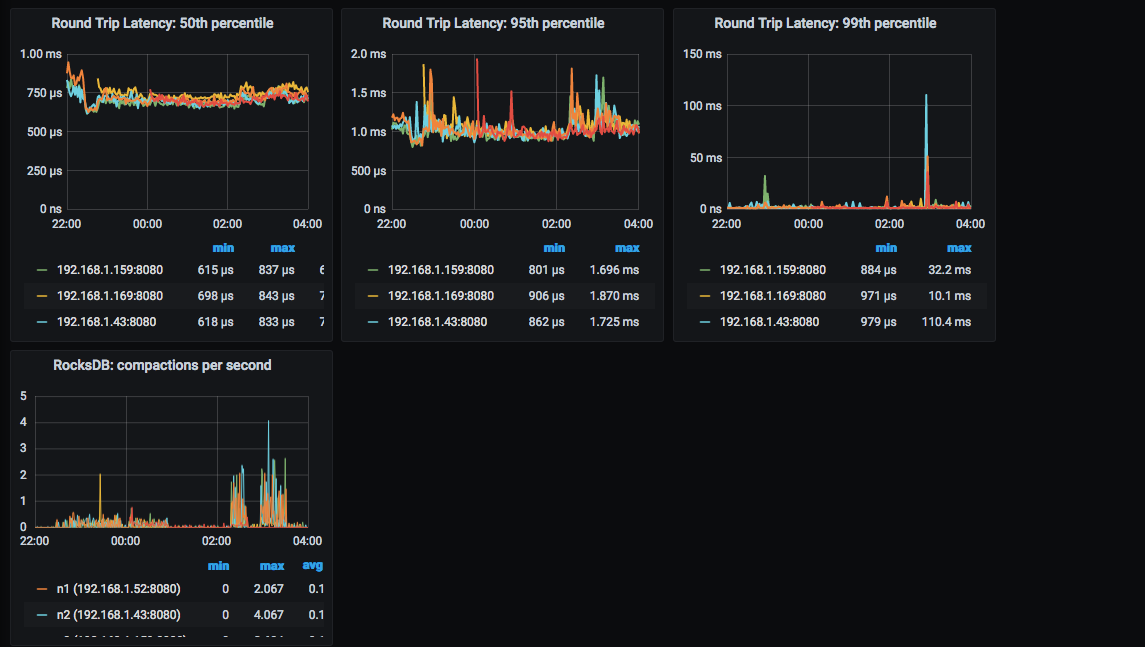 Round Trip Latency: 50th percentile
1.00 ms
750 µs
500 µs
250 µs
0 ns
22:00 00:00 02:00 04:00
min max
192.168.1.159:8080 615 µs 837 µs 6
192.168.1.169:8080 698 µs 843 µs 7
192.168.1.43:8080 618 µs 833 µs 7
Round Trip Latency: 95th percentile
2.0 ms
1.5 ms
1.0 ms
500 µs
0 ns
22:00 00:00 02:00 04:00
min max
192.168.1.159:8080 801 µs 1.696 ms
192.168.1.169:8080 906 µs 1.870 ms
192.168.1.43:8080 862 µs 1.725 ms
Round Trip Latency: 99th percentile
150 ms
100 ms
50 ms
0 ns
22:00 00:00 02:00 04:00
min max
192.168.1.159:8080 884 µs 32.2 ms
192.168.1.169:8080 971 µs 10.1 ms
192.168.1.43:8080 979 µs 110.4 ms
RocksDB: compactions per second
5
4
3
2
1
0
22:00 00:00 02:00 04:00
min max avg
n1 (192.168.1.52:8080) 0 2.067 0.1
n2 (192.168.1.43:8080) 0 4.067 0.1